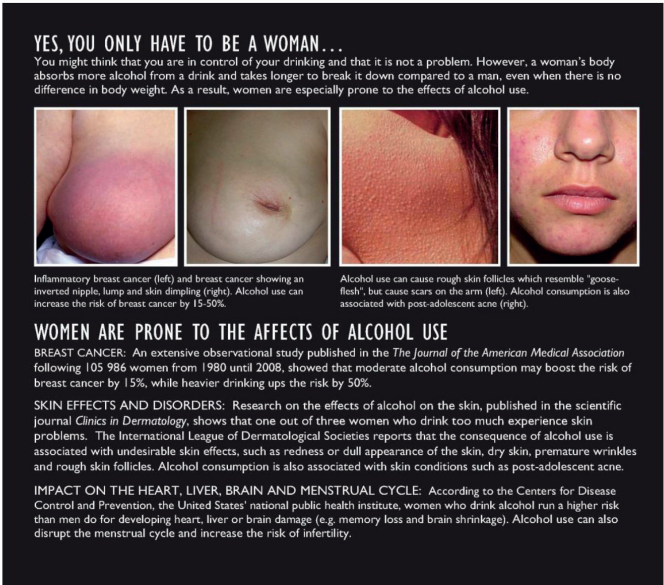 YES, YOU ONLY HAVE TO BE A WOMAN...
You might think that you are in control of your drinking and that it is not a problem. However, a woman's body
absorbs more alcohol from a drink and takes longer to break it down compared to a man, even when there is no
difference in body weight. As a result, women are especially prone to the effects of alcohol use.
Inflammatory breast cancer (left) and breast cancer showing an
inverted nipple, lump and skin dimpling (right). Alcohol use can
increase the risk of breast cancer by 15-50%.
Alcohol use can cause rough skin follicles which resemble "goose-
flesh", but cause scars on the arm (left). Alcohol consumption is also
associated with post-adolescent acne (right).
WOMEN ARE PRONE TO THE AFFECTS OF ALCOHOL USE
BREAST CANCER: An extensive observational study published in the The Journal of the American Medical Association
following 105 986 women from 1980 until 2008, showed that moderate alcohol consumption may boost the risk of
breast cancer by 15%, while heavier drinking ups the risk by 50%.
SKIN EFFECTS AND DISORDERS: Research on the effects of alcohol on the skin, published in the scientific
journal Clinics in Dermatology, shows that one out of three women who drink too much experience skin
problems. The International League of Dermatological Societies reports that the consequence of alcohol use is
associated with undesirable skin effects, such as redness or dull appearance of the skin, dry skin, premature wrinkles
and rough skin follicles. Alcohol consumption is also associated with skin conditions such as post-adolescent acne.
IMPACT ON THE HEART, LIVER, BRAIN AND MENSTRUAL CYCLE: According to the Centers for Disease
Control and Prevention, the United States' national public health institute, women who drink alcohol run a higher risk
than men do for developing heart, liver or brain damage (e.g. memory loss and brain shrinkage). Alcohol use can also
disrupt the menstrual cycle and increase the risk of infertility.